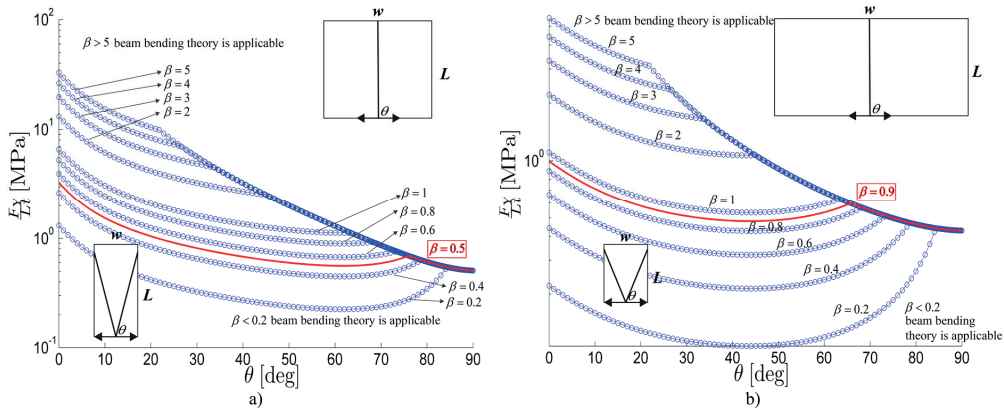 10^2
β > 5 beam bending theory is applicable
w
L
θ
β = 5
β = 4
β = 3
β = 2
10^1
Fχ/Lt [MPa]
β = 1
β = 0.8
β = 0.6
β = 0.5
10^0
w
L
θ
β = 0.4
β = 0.2
β < 0.2 beam bending theory is applicable
10^-1
0 10 20 30 40 50 60 70 80 90
θ [deg]
a)
β > 5 beam bending theory is applicable
w
L
θ
β = 5
β = 4
β = 3
β = 2
10^0
Fχ/Lt [MPa]
β = 0.9
β = 1
β = 0.8
β = 0.6
β = 0.4
β = 0.2
w
L
θ
β < 0.2
beam bending
theory is applicable
0 10 20 30 40 50 60 70 80 90
θ [deg]
b)